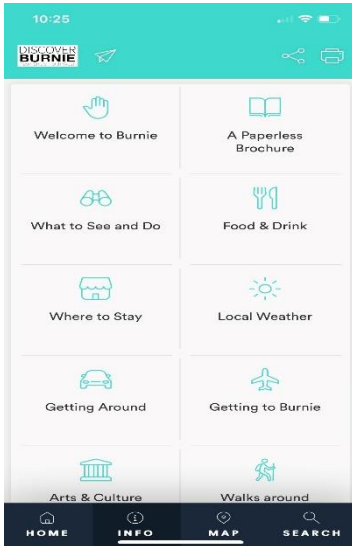 10:25
DISCOVER
BURNIE
Welcome to Burnie
A Paperless
Brochure
What to See and Do
Food & Drink
Where to Stay
Local Weather
Getting Around
Getting to Burnie
Arts & Culture
Walks around
HOME
INFO
MAP
SEARCH